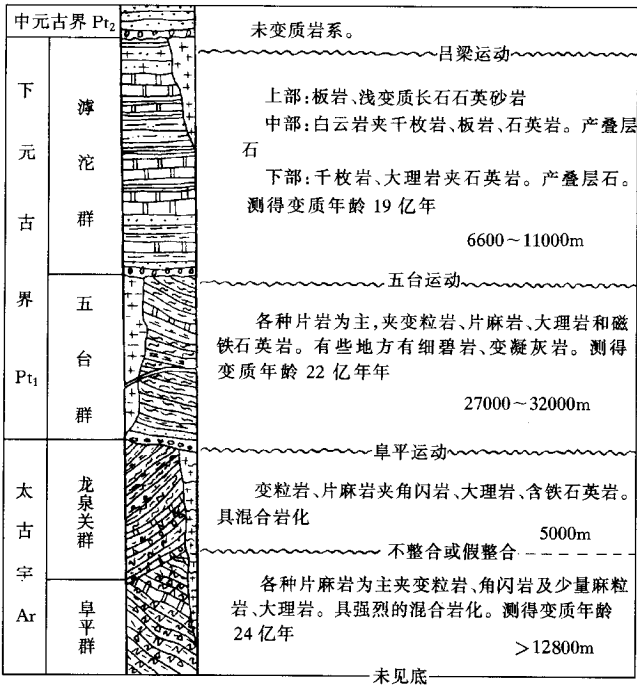 中元古界 Pt₂
未变质岩系。
吕梁运动
下元古界 Pt₁
滹沱群
上部:板岩、浅变质长石石英砂岩
中部:白云岩夹千枚岩、板岩、石英岩。产叠层
石
下部:千枚岩、大理岩夹石英岩。产叠层石。
测得变质年龄 19 亿年
6600~11000m
五台运动
五台群
各种片岩为主,夹变粒岩、片麻岩、大理岩和磁
铁石英岩。有些地方有细碧岩、变凝灰岩。测得
变质年龄 22 亿年年
27000~32000m
阜平运动
太古宇 Ar
龙泉关群
变粒岩、片麻岩夹角闪岩、大理岩、含铁石英岩。
具混合岩化
5000m
不整合或假整合
阜平群
各种片麻岩为主夹变粒岩、角闪岩及少量麻粒
岩、大理岩。具强烈的混合岩化。测得变质年龄
24亿年
>12800m
未见底